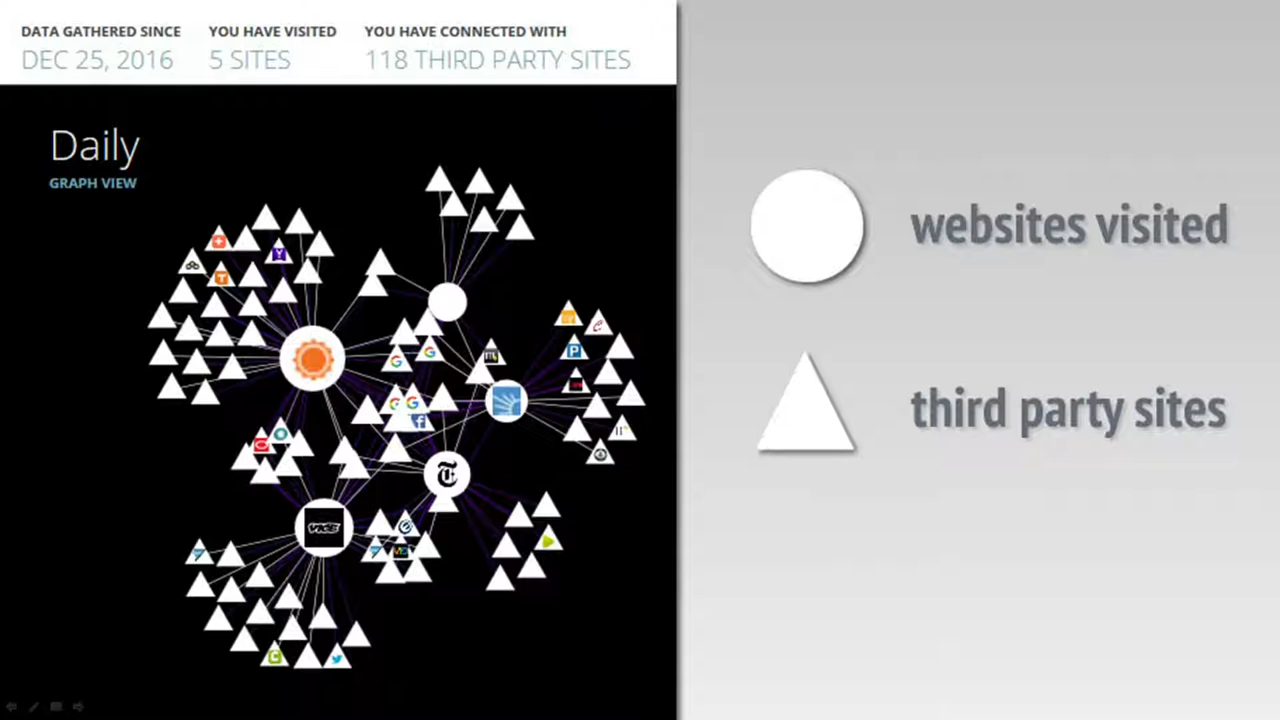 DATA GATHERED SINCE
DEC 25, 2016
YOU HAVE VISITED
5 SITES
YOU HAVE CONNECTED WITH
118 THIRD PARTY SITES
Daily
GRAPH VIEW
websites visited
third party sites
VICE